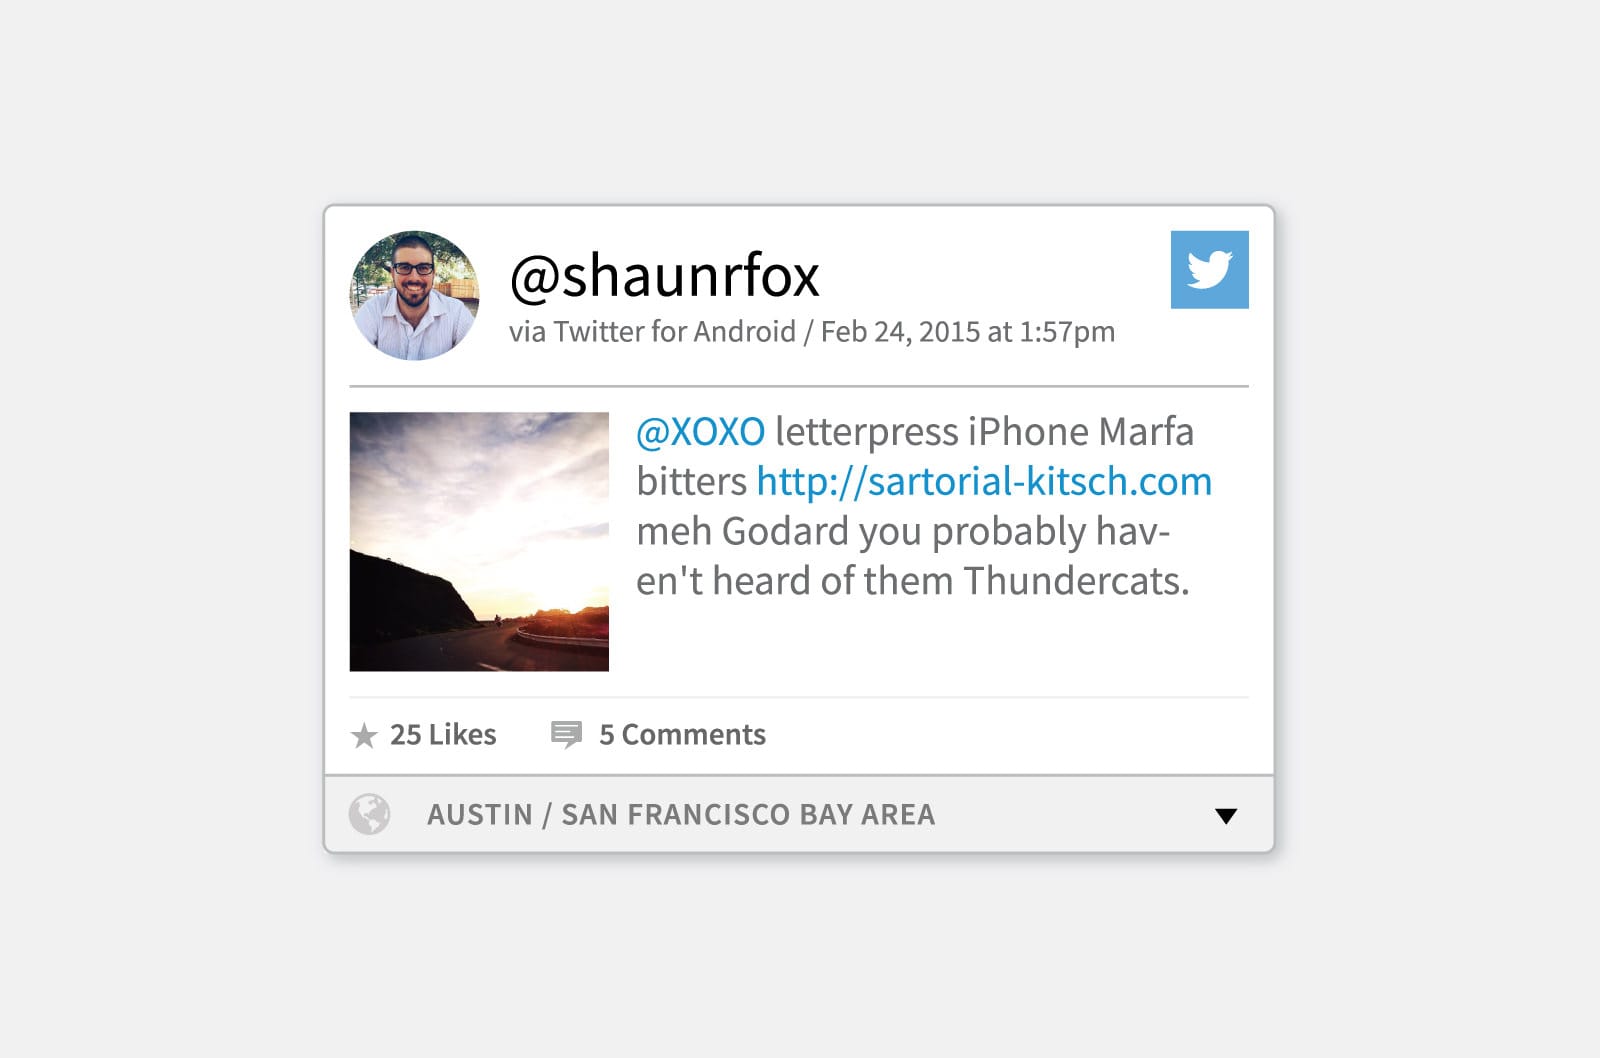 @shaunrfox
via Twitter for Android / Feb 24, 2015 at 1:57pm
@XOXO letterpress iPhone Marfa
bitters http://sartorial-kitsch.com
meh Godard you probably hav-
en't heard of them Thundercats.
25 Likes 5 Comments
AUSTIN / SAN FRANCISCO BAY AREA